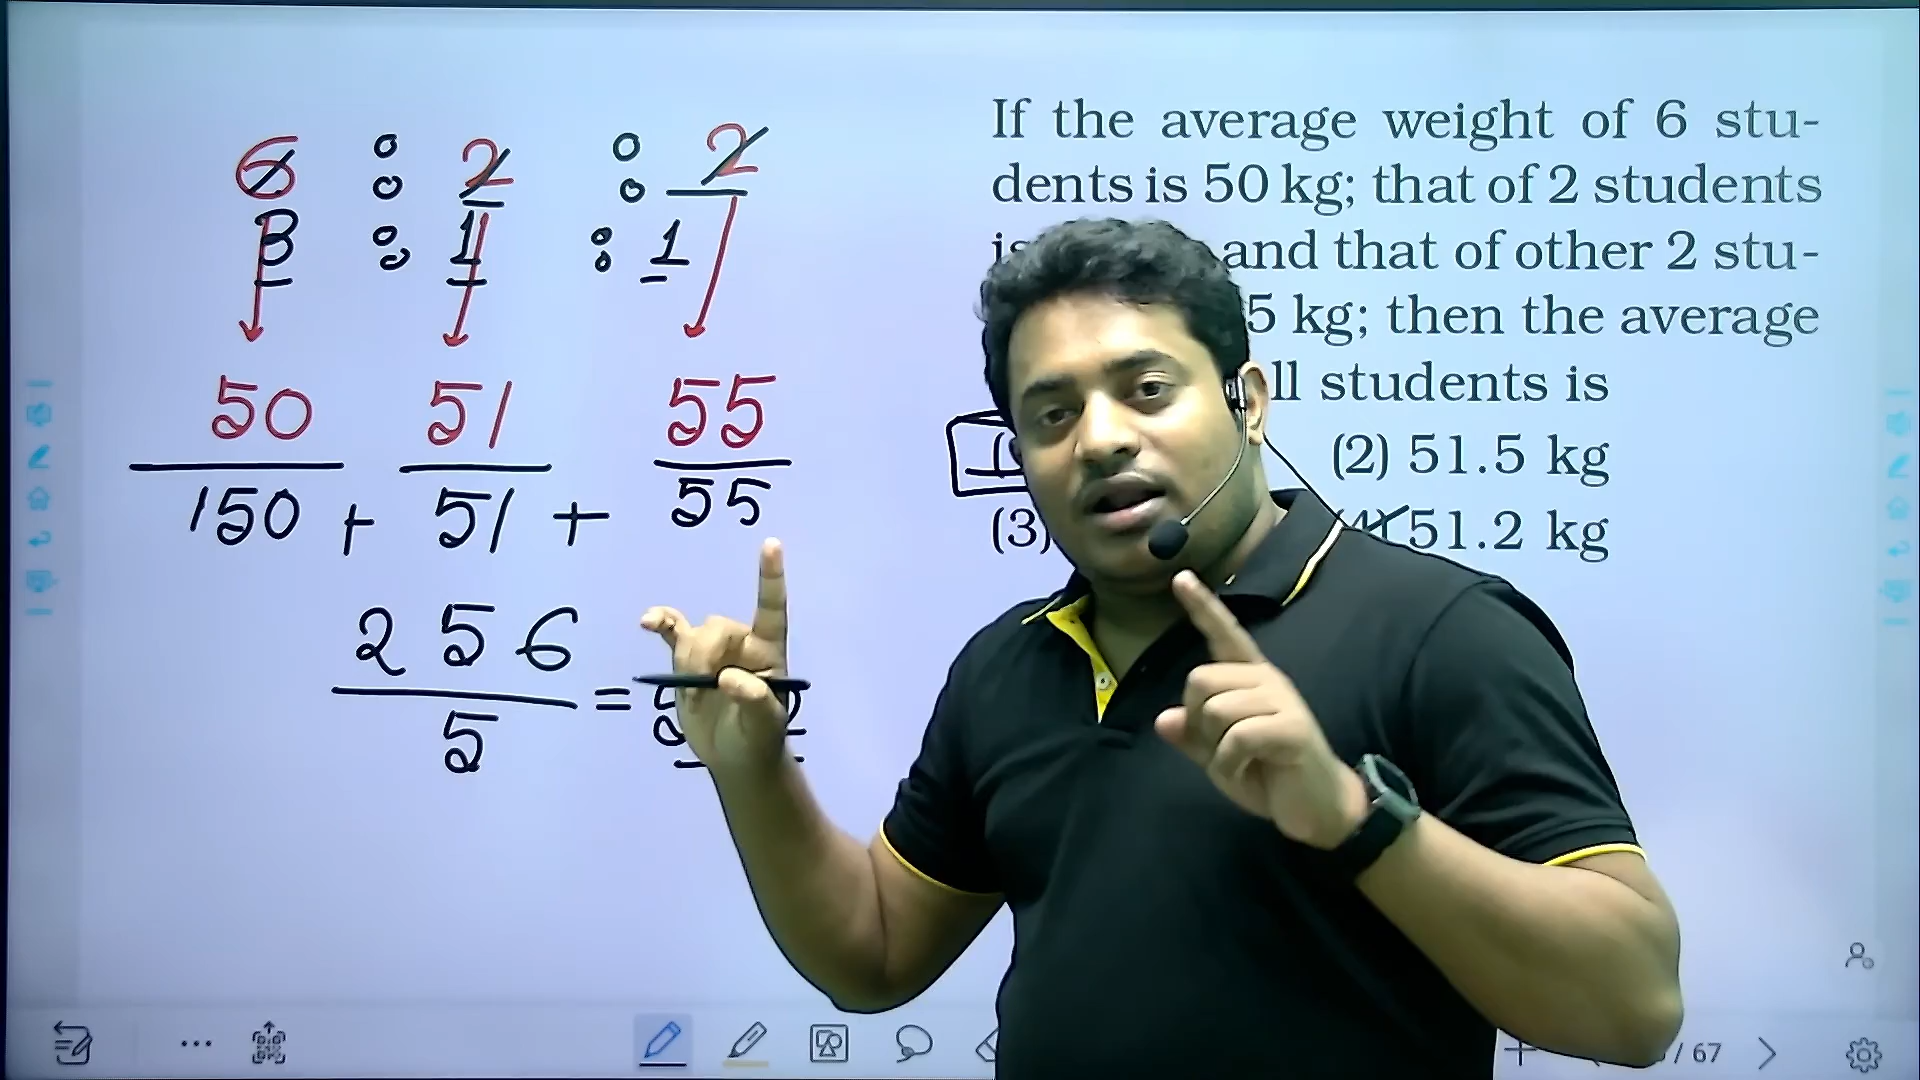 6 : 2 : 2
3 : 1 : 1
50 51 55
150 + 51 + 55
256
5
=
If the average weight of 6 stu-
dents is 50 kg; that of 2 students
and that of other 2 stu-
5 kg; then the average
ll students is
(2) 51.5 kg
(3)
(4) 51.2 kg
/ 67